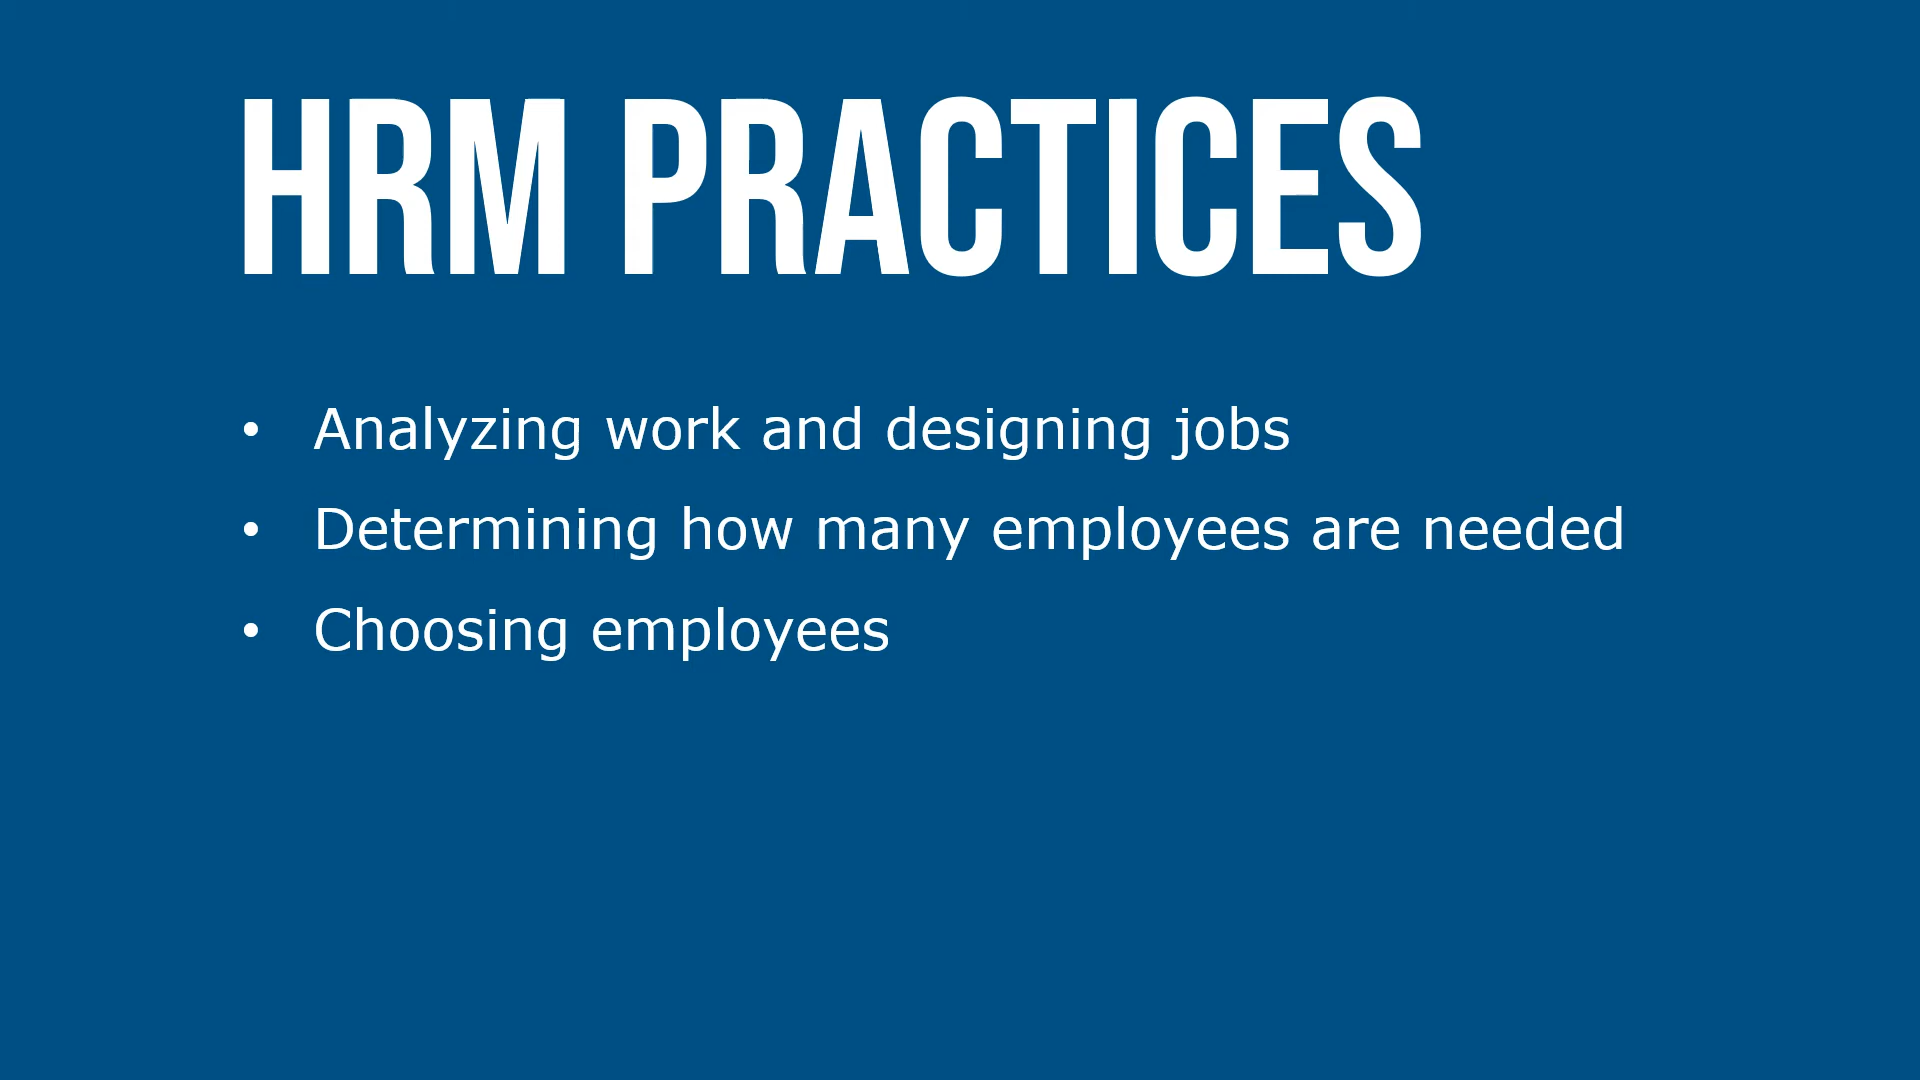 HRM PRACTICES
• Analyzing work and designing jobs
• Determining how many employees are needed
• Choosing employees